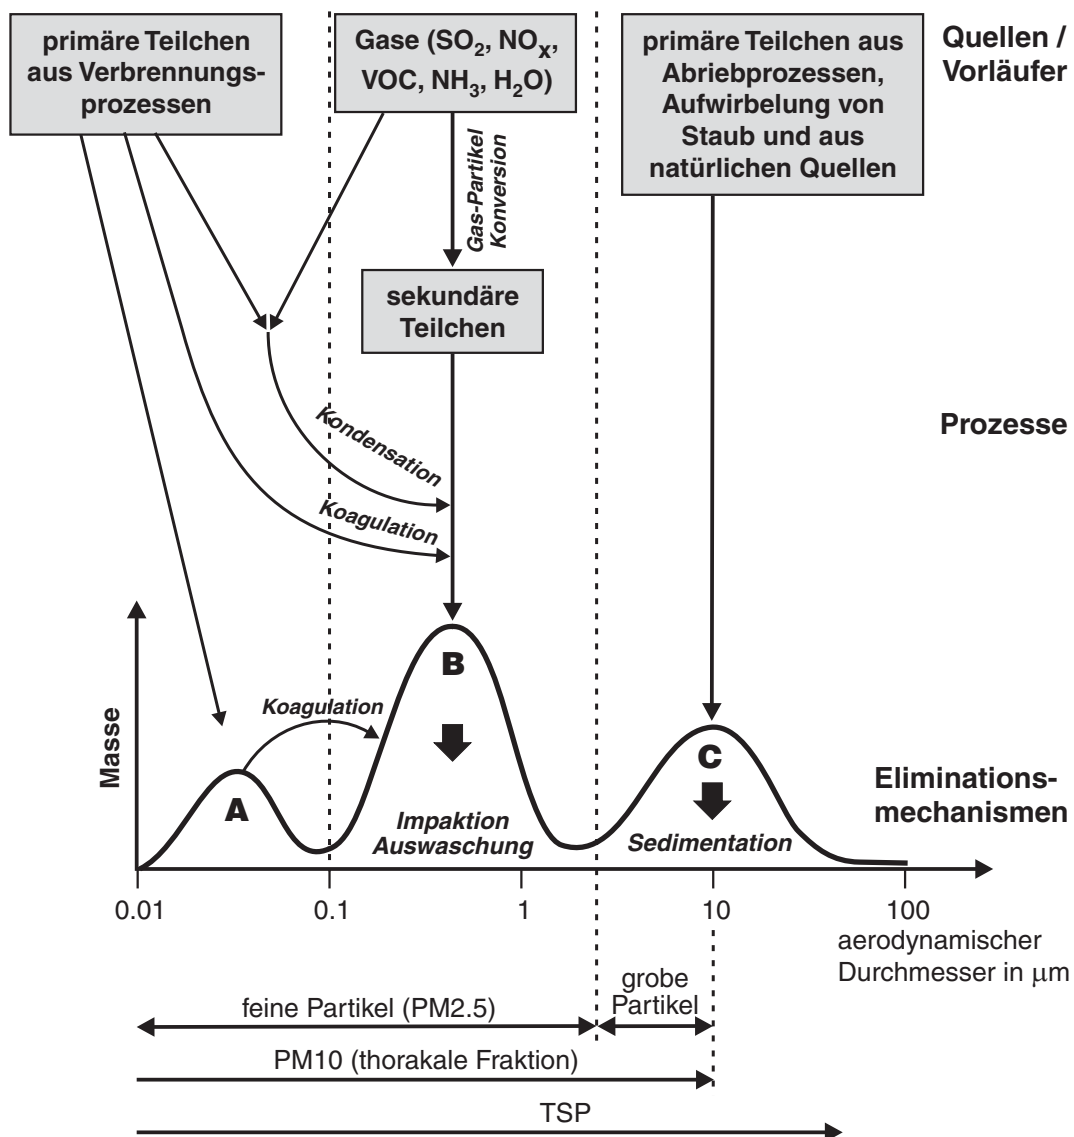 primäre Teilchen
aus Verbrennungs-
prozessen
Gase (SO₂, NOₓ,
VOC, NH₃, H₂O)
primäre Teilchen aus
Abriebprozessen,
Aufwirbelung von
Staub und aus
natürlichen Quellen
Quellen /
Vorläufer
Gas-Partikel
Konversion
sekundäre
Teilchen
Prozesse
Kondensation
Koagulation
Masse
Koagulation
A
B
C
Impaktion
Auswaschung
Sedimentation
Eliminations-
mechanismen
0.01
0.1
1
10
100
aerodynamischer
Durchmesser in μm
feine Partikel (PM2.5)
grobe
Partikel
PM10 (thorakale Fraktion)
TSP